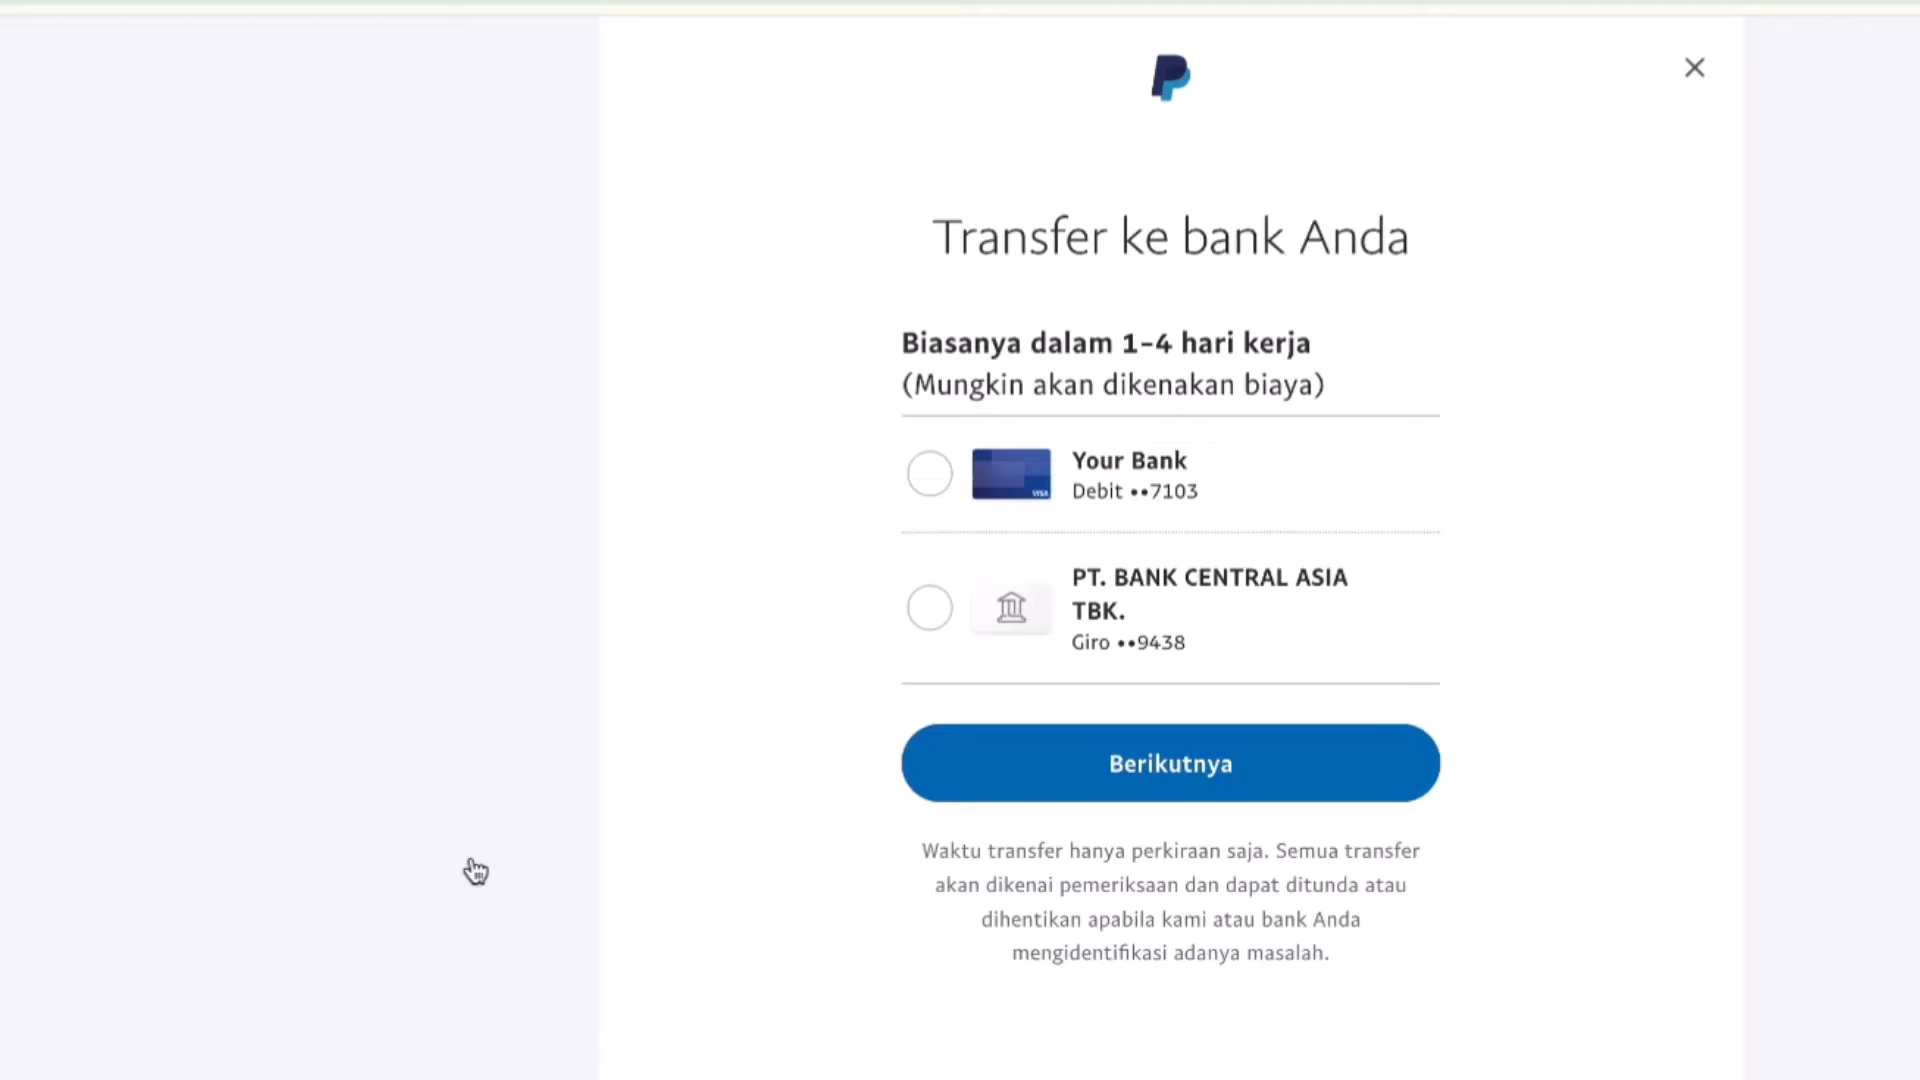 Transfer ke bank Anda
Biasanya dalam 1-4 hari kerja
(Mungkin akan dikenakan biaya)
VISA
Your Bank
Debit ••7103
PT. BANK CENTRAL ASIA
TBK.
Giro ••9438
Berikutnya
Waktu transfer hanya perkiraan saja. Semua transfer
akan dikenai pemeriksaan dan dapat ditunda atau
dihentikan apabila kami atau bank Anda
mengidentifikasi adanya masalah.